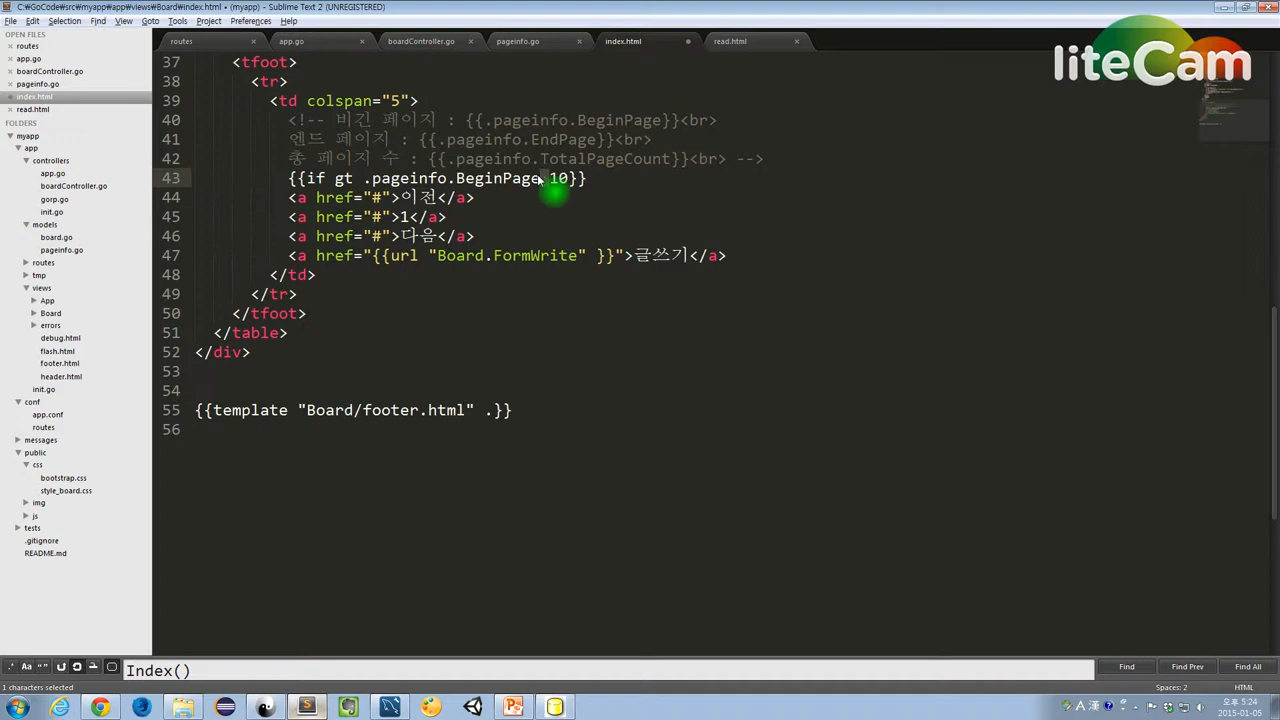 C:₩GoCode₩src₩myapp₩app₩views₩Board₩index.html • (myapp) - Sublime Text 2 (UNREGISTERED)
File Edit Selection Find View Goto Tools Project Preferences Help
liteCam
OPEN FILES
routes
app.go
boardController.go
pageinfo.go
index.html
read.html
FOLDERS
myapp
app
controllers
app.go
boardController.go
gorp.go
init.go
models
board.go
pageinfo.go
routes
tmp
views
App
Board
errors
debug.html
flash.html
footer.html
header.html
init.go
conf
app.conf
routes
messages
public
css
bootstrap.css
style_board.css
img
js
tests
.gitignore
README.md
routes app.go boardController.go pageinfo.go index.html read.html
37 <tfoot>
38 <tr>
39 <td colspan="5">
40 <!-- 비긴 페이지 : {{.pageinfo.BeginPage}}<br>
41 엔드 페이지 : {{.pageinfo.EndPage}}<br>
42 총 페이지 수 : {{.pageinfo.TotalPageCount}}<br> -->
43 {{if gt .pageinfo.BeginPage 10}}
44 <a href="#">이전</a>
45 <a href="#">1</a>
46 <a href="#">다음</a>
47 <a href="{{url "Board.FormWrite" }}">글쓰기</a>
48 </td>
49 </tr>
50 </tfoot>
51 </table>
52 </div>
53
54
55 {{template "Board/footer.html" .}}
56
.* Aa “” Index() Find Find Prev Find All
1 characters selected Spaces: 2 HTML
오후 5:24
2015-01-05